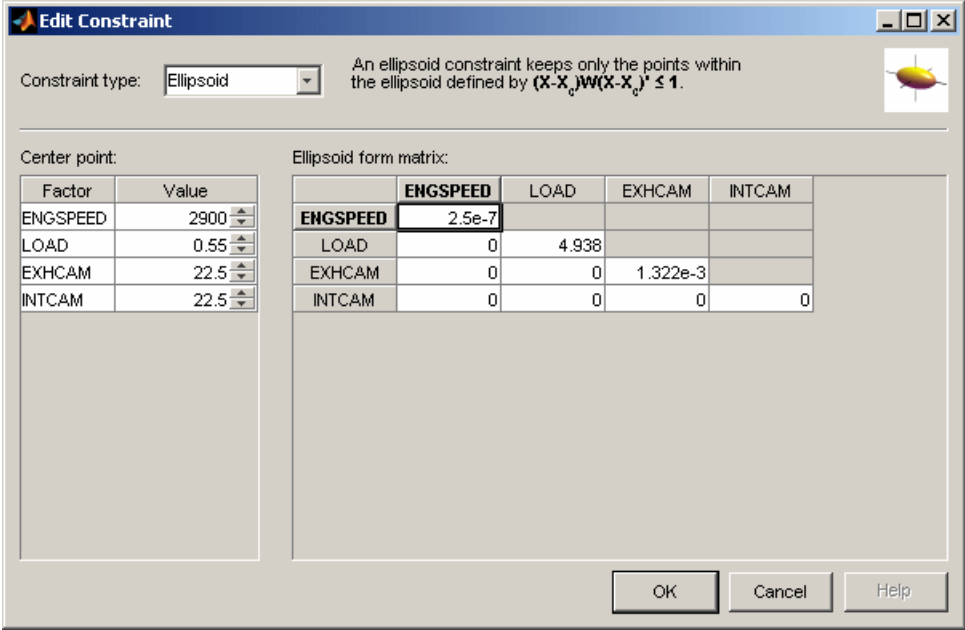 Edit Constraint
Constraint type: Ellipsoid
An ellipsoid constraint keeps only the points within
the ellipsoid defined by (X-Xc)W(X-Xc)' ≤ 1.
Center point:
Factor Value
ENGSPEED 2900
LOAD 0.55
EXHCAM 22.5
INTCAM 22.5
Ellipsoid form matrix:
ENGSPEED LOAD EXHCAM INTCAM
ENGSPEED 2.5e-7
LOAD 0 4.938
EXHCAM 0 0 1.322e-3
INTCAM 0 0 0 0
OK Cancel Help